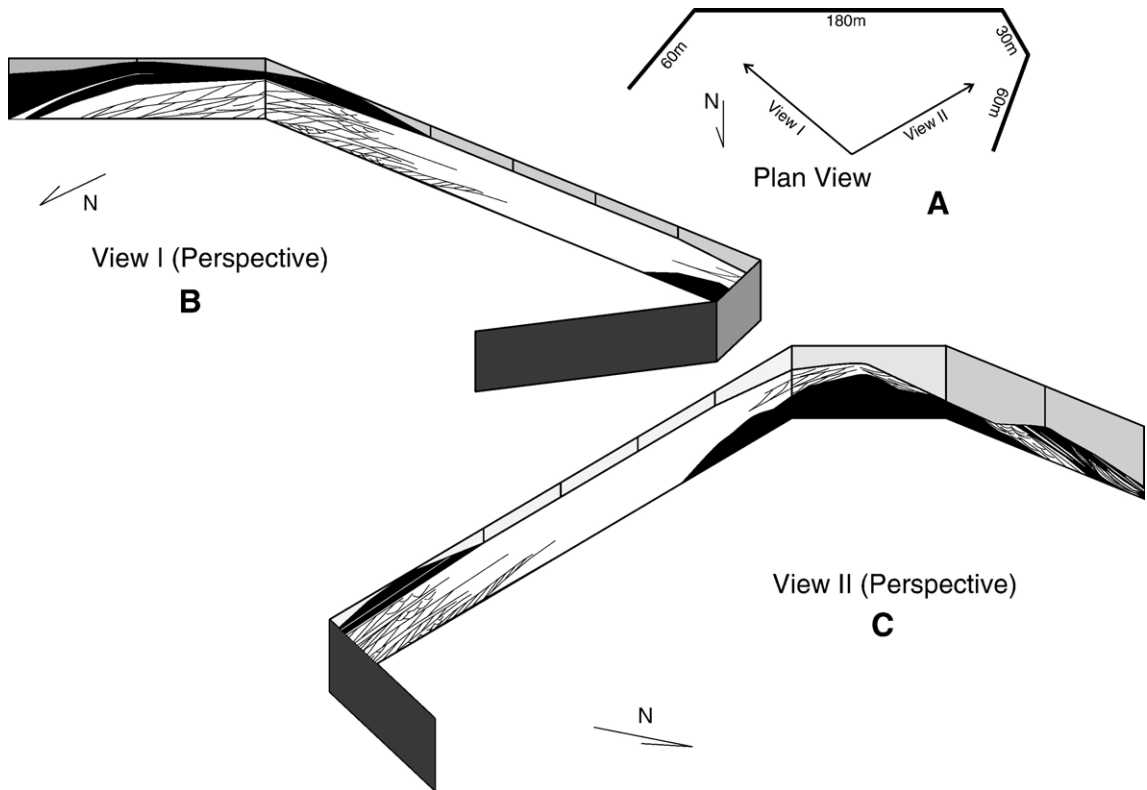 180m
60m
30m
60m
N
View I
View II
Plan View
A
N
View I (Perspective)
B
View II (Perspective)
C
N